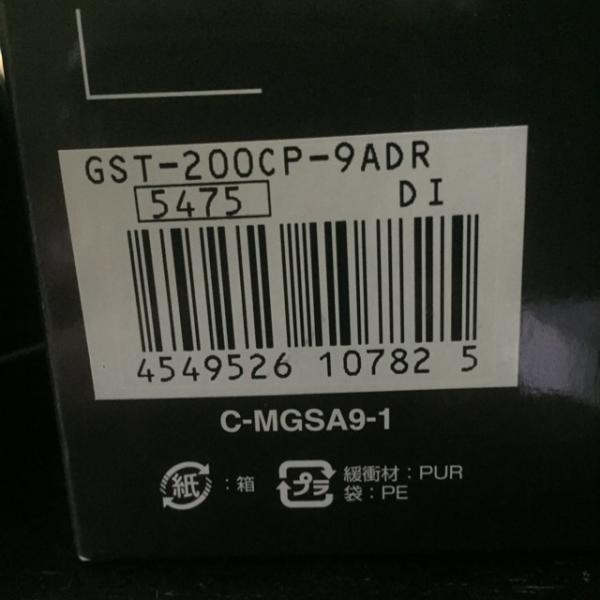 GST-200CP-9ADR
5475 DI
4549526 10782 5
C-MGSA9-1
紙 : 箱
プラ 緩衝材 : PUR
袋 : PE